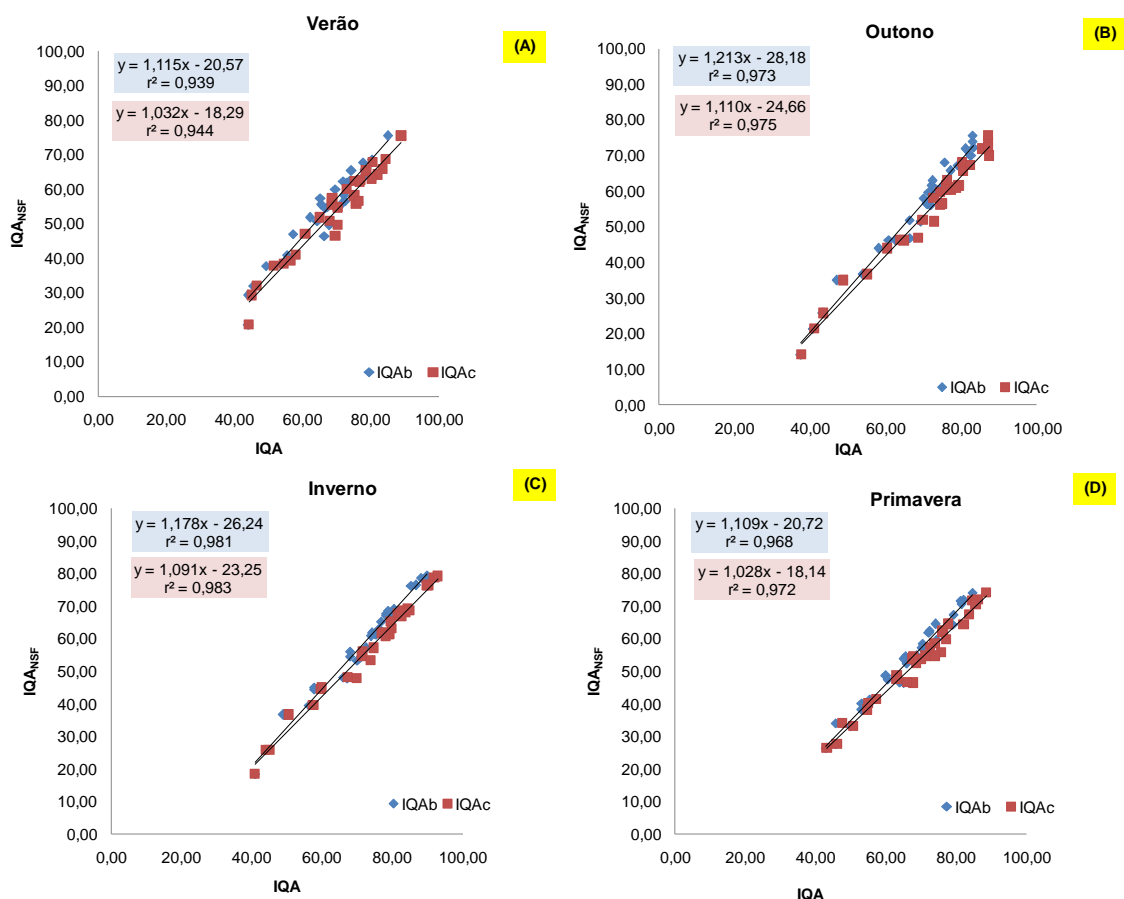 Verão
(A)
y = 1,115x - 20,57
r² = 0,939
y = 1,032x - 18,29
r² = 0,944
100,00
90,00
80,00
70,00
60,00
50,00
40,00
30,00
20,00
10,00
0,00
IQANSF
IQAb IQAc
0,00 20,00 40,00 60,00 80,00 100,00
IQA
Outono
(B)
y = 1,213x - 28,18
r² = 0,973
y = 1,110x - 24,66
r² = 0,975
100,00
90,00
80,00
70,00
60,00
50,00
40,00
30,00
20,00
10,00
0,00
IQANSF
IQAb IQAc
0,00 20,00 40,00 60,00 80,00 100,00
IQA
Inverno
(C)
y = 1,178x - 26,24
r² = 0,981
y = 1,091x - 23,25
r² = 0,983
100,00
90,00
80,00
70,00
60,00
50,00
40,00
30,00
20,00
10,00
0,00
IQANSF
IQAb IQAc
0,00 20,00 40,00 60,00 80,00 100,00
IQA
Primavera
(D)
y = 1,109x - 20,72
r² = 0,968
y = 1,028x - 18,14
r² = 0,972
100,00
90,00
80,00
70,00
60,00
50,00
40,00
30,00
20,00
10,00
0,00
IQANSF
IQAb IQAc
0,00 20,00 40,00 60,00 80,00 100,00
IQA